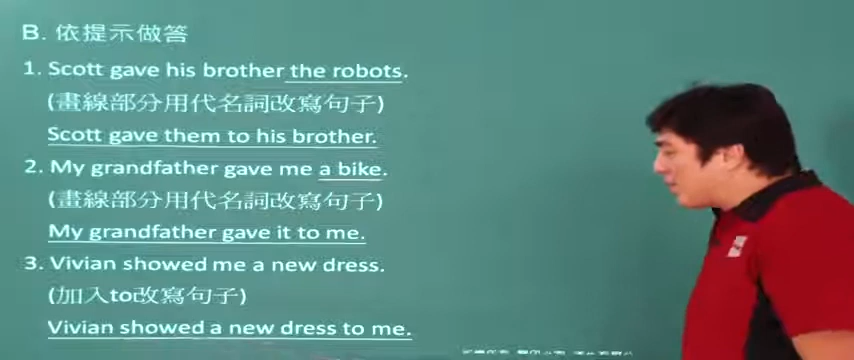 B. 依提示做答
1. Scott gave his brother the robots.
(畫線部分用代名詞改寫句子)
Scott gave them to his brother.
2. My grandfather gave me a bike.
(畫線部分用代名詞改寫句子)
My grandfather gave it to me.
3. Vivian showed me a new dress.
(加入to改寫句子)
Vivian showed a new dress to me.